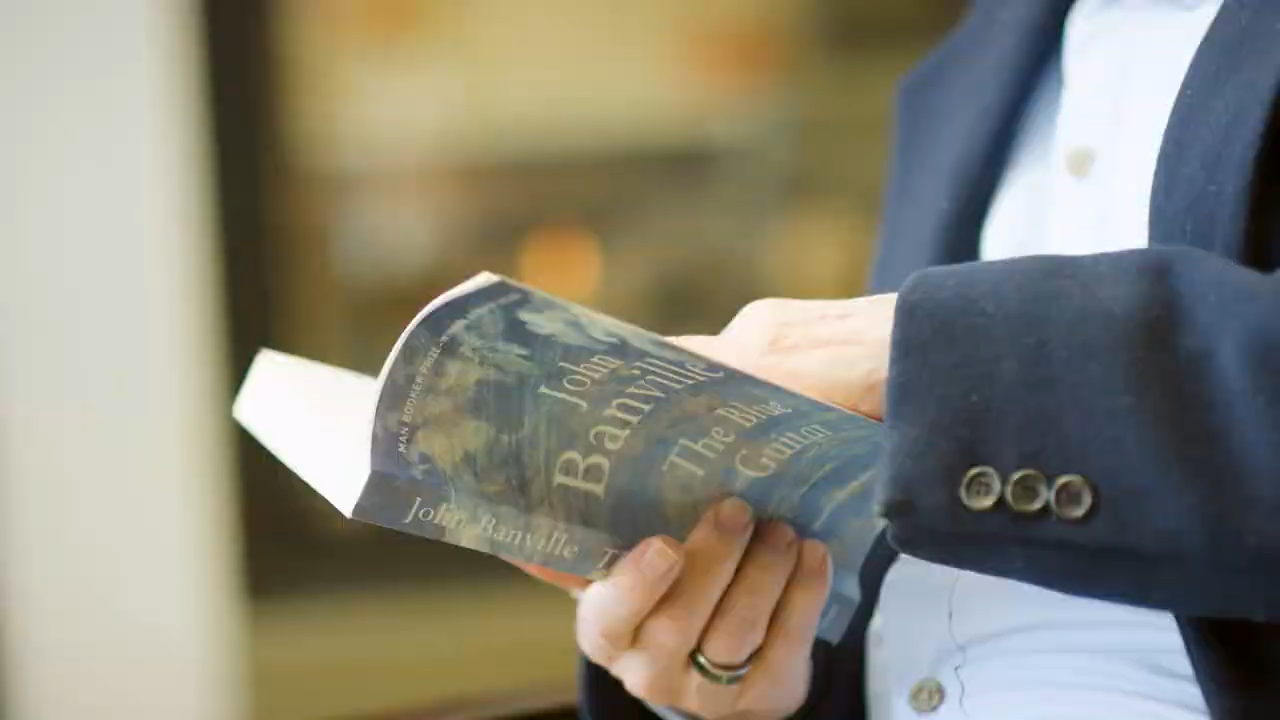 MAN BOOKER PRIZE
John
Banville
The Blue
Guitar
John Banville T